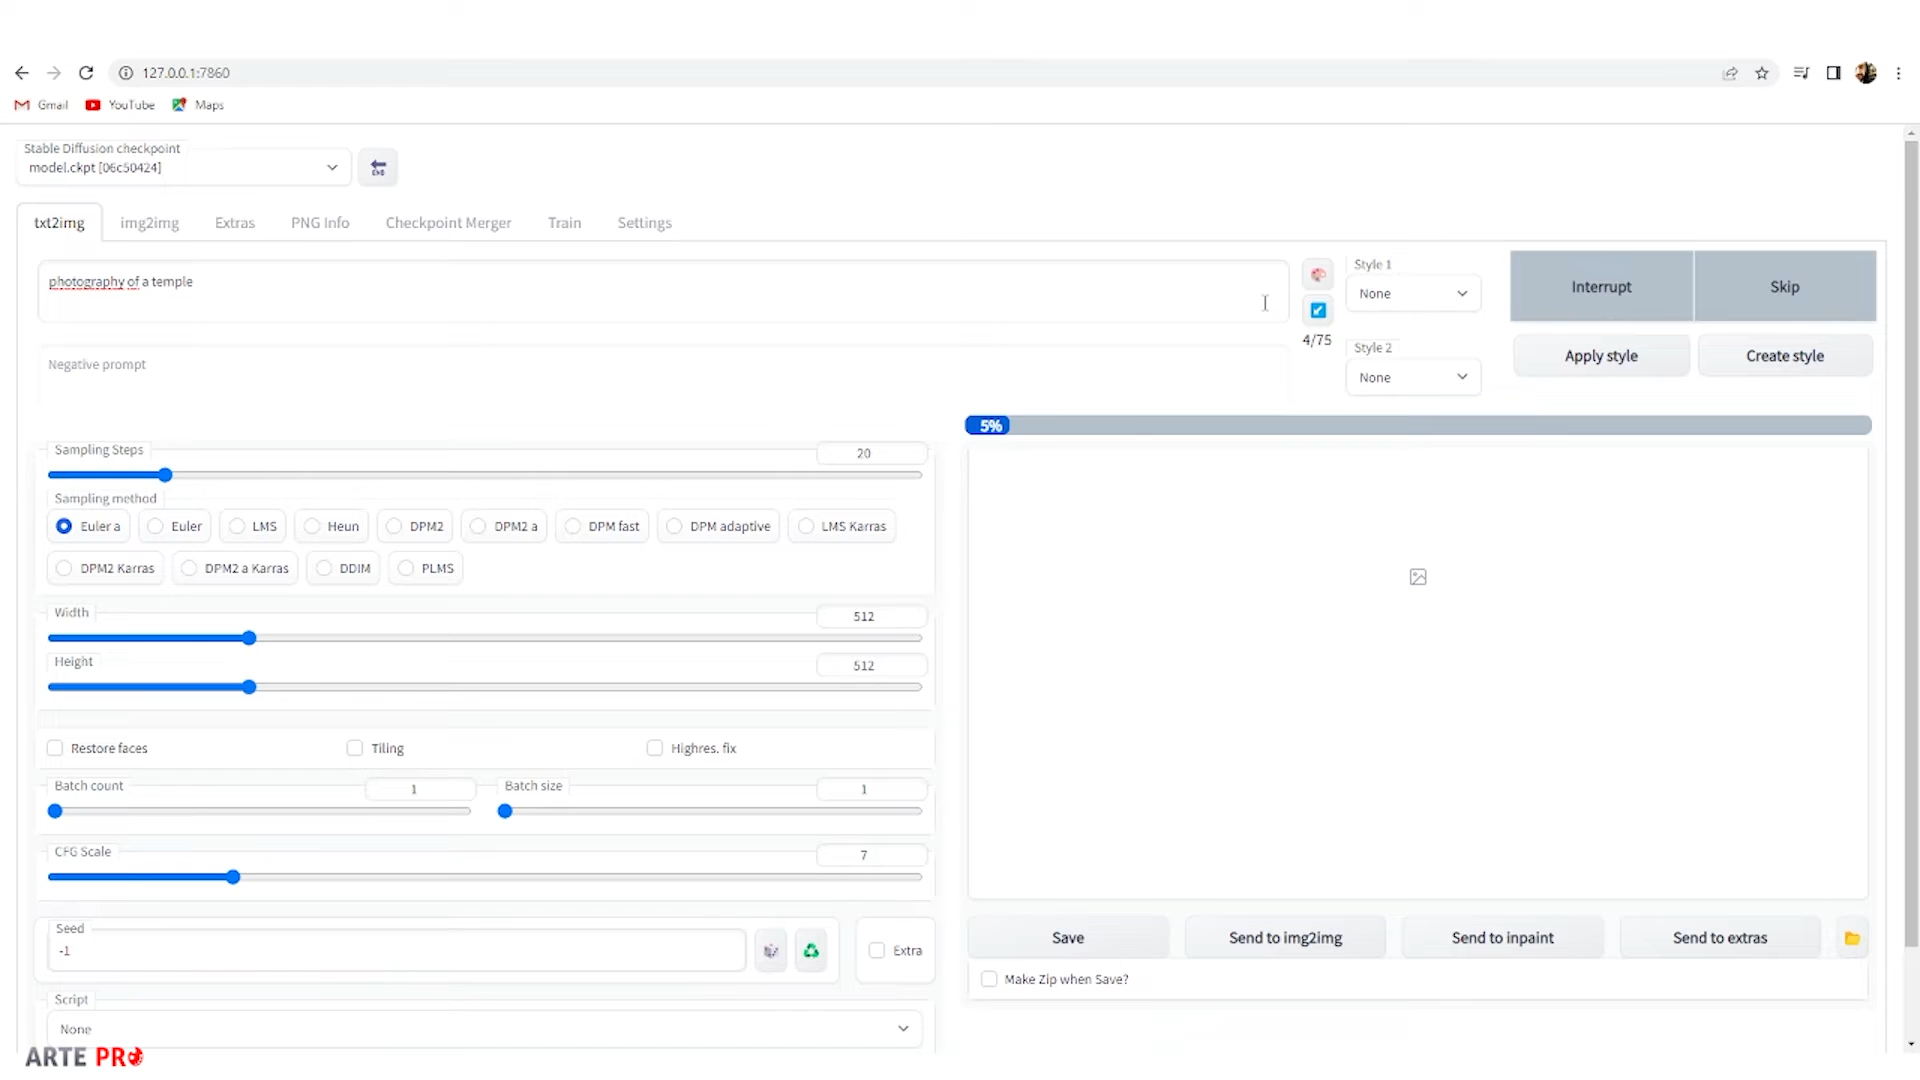 127.0.0.1:7860
Gmail YouTube Maps
Stable Diffusion checkpoint
model.ckpt [06c50424]
END
txt2img img2img Extras PNG Info Checkpoint Merger Train Settings
photography of a temple
4/75
Style 1
None
Interrupt Skip
Negative prompt
Style 2
None
Apply style Create style
5%
Sampling Steps 20
Sampling method
Euler a Euler LMS Heun DPM2 DPM2 a DPM fast DPM adaptive LMS Karras
DPM2 Karras DPM2 a Karras DDIM PLMS
Width 512
Height 512
Restore faces Tiling Highres. fix
Batch count 1 Batch size 1
CFG Scale 7
Seed
-1
Extra
Script
None
Save Send to img2img Send to inpaint Send to extras
Make Zip when Save?
ARTE PRO